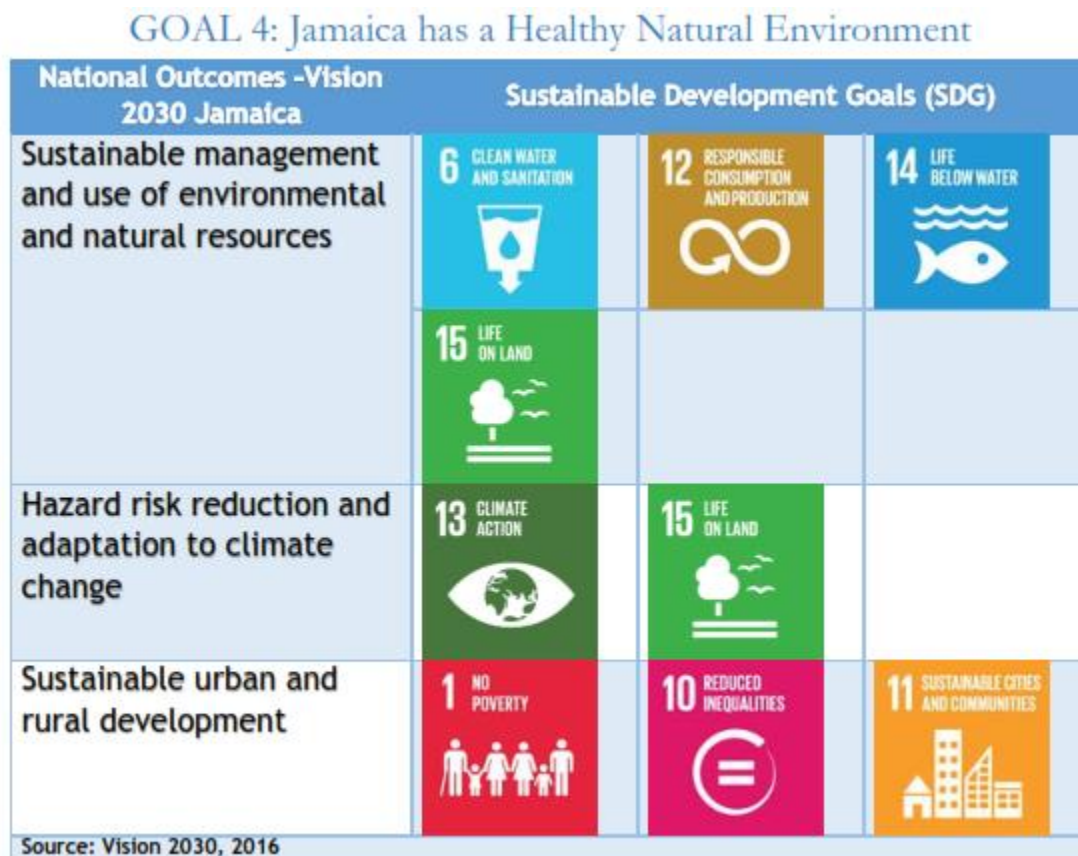 GOAL 4: Jamaica has a Healthy Natural Environment
National Outcomes –Vision
2030 Jamaica
Sustainable Development Goals (SDG)
Sustainable management
and use of environmental
and natural resources
6 CLEAN WATER
AND SANITATION
12 RESPONSIBLE
CONSUMPTION
AND PRODUCTION
14 LIFE
BELOW WATER
15 LIFE
ON LAND
Hazard risk reduction and
adaptation to climate
change
13 CLIMATE
ACTION
15 LIFE
ON LAND
Sustainable urban and
rural development
1 NO
POVERTY
10 REDUCED
INEQUALITIES
11 SUSTAINABLE CITIES
AND COMMUNITIES
Source: Vision 2030, 2016